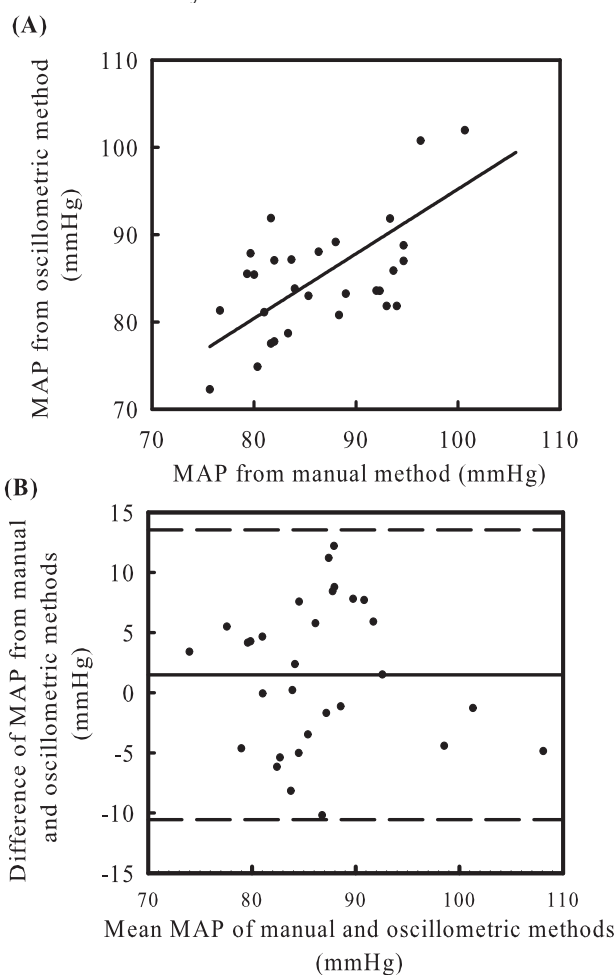 (A)
MAP from oscillometric method
(mmHg)
110
100
90
80
70
70 80 90 100 110
MAP from manual method (mmHg)
(B)
Difference of MAP from manual
and oscillometric methods
(mmHg)
15
10
5
0
-5
-10
-15
70 80 90 100 110
Mean MAP of manual and oscillometric methods
(mmHg)